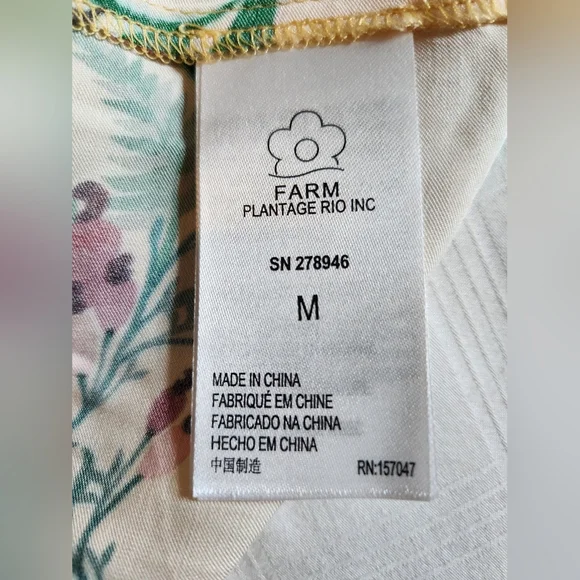 FARM
PLANTAGE RIO INC
SN 278946
M
MADE IN CHINA
FABRIQUÉ EM CHINE
FABRICADO NA CHINA
HECHO EM CHINA
中国制造 RN:157047